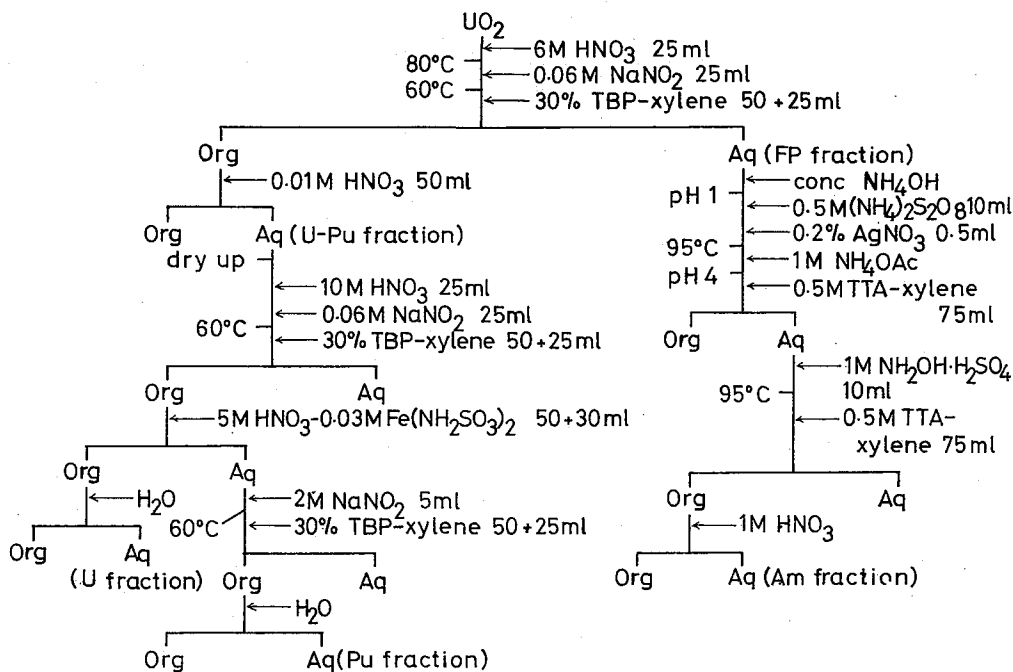 UO₂
6M HNO₃ 25ml
80°C
0.06M NaNO₂ 25ml
60°C
30% TBP-xylene 50+25ml
Org
Aq (FP fraction)
0.01M HNO₃ 50ml
Org
Aq (U-Pu fraction)
dry up
10M HNO₃ 25ml
0.06M NaNO₂ 25ml
60°C
30% TBP-xylene 50+25ml
Org
Aq
5M HNO₃-0.03M Fe(NH₂SO₃)₂ 50+30ml
Org
Aq
H₂O
Org
Aq
(U fraction)
2M NaNO₂ 5ml
60°C
30% TBP-xylene 50+25ml
Org
Aq
H₂O
Org
Aq(Pu fraction)
conc NH₄OH
pH 1
0.5M(NH₄)₂S₂O₈10ml
0.2% AgNO₃ 0.5ml
95°C
1M NH₄OAc
pH 4
0.5MTTA-xylene
75ml
Org
Aq
1M NH₂OH·H₂SO₄
10ml
95°C
0.5M TTA-
xylene 75ml
Org
Aq
1M HNO₃
Org
Aq (Am fraction)